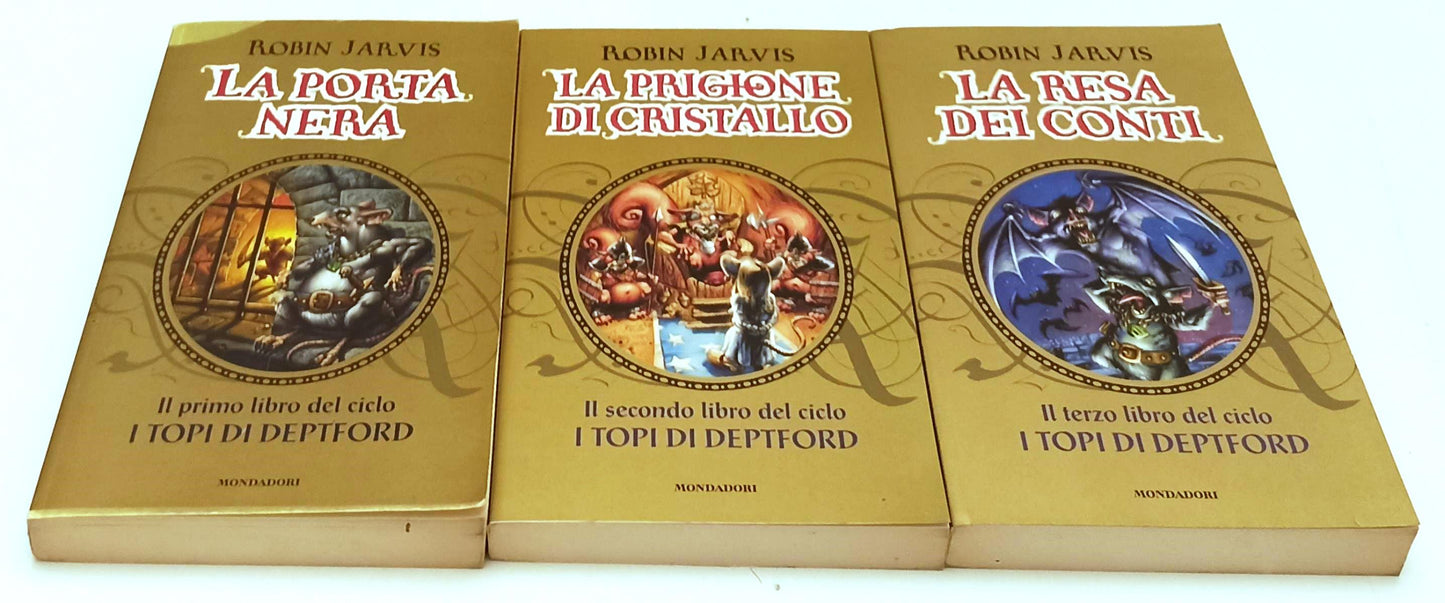 ROBIN JARVIS
LA PORTA
NERA
Il primo libro del ciclo
I TOPI DI DEPTFORD
MONDADORI
ROBIN JARVIS
LA PRIGIONE
DI CRISTALLO
Il secondo libro del ciclo
I TOPI DI DEPTFORD
MONDADORI
ROBIN JARVIS
LA RESA
DEI CONTI
Il terzo libro del ciclo
I TOPI DI DEPTFORD
MONDADORI